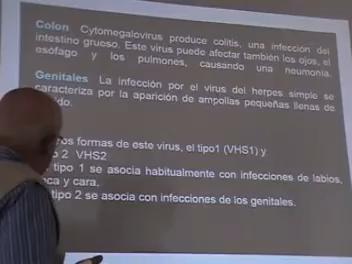 Colon Cytomegalovirus produce colitis, una infección del
intestino grueso. Este virus puede afectar también los ojos, el
esófago y los pulmones, causando una neumonía.
Genitales La infección por el virus del herpes simple se
caracteriza por la aparición de ampollas pequeñas llenas de
formas de este virus, el tipo1 (VHS1) y
2 VHS2
tipo 1 se asocia habitualmente con infecciones de labios,
y cara.
tipo 2 se asocia con infecciones de los genitales.